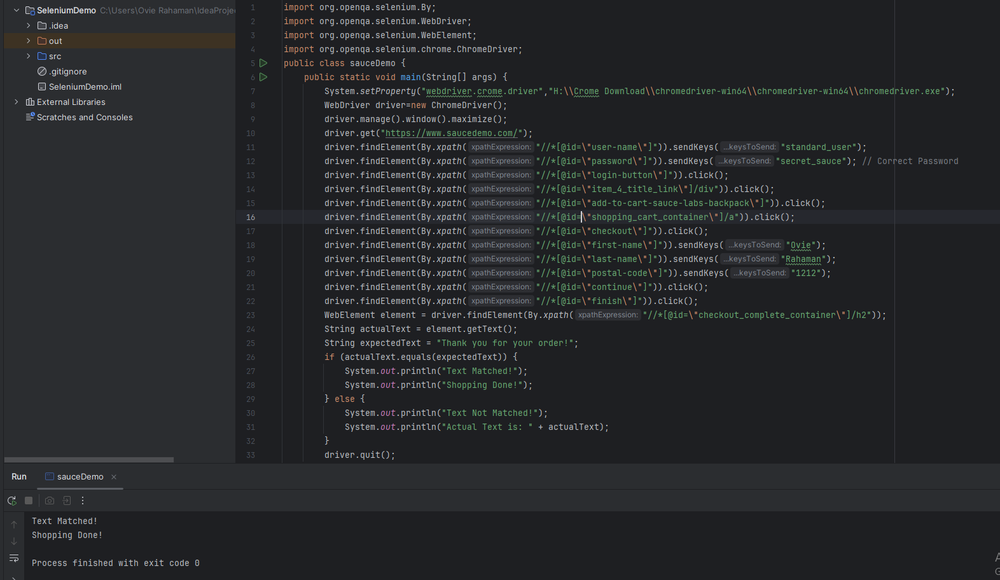 SeleniumDemo C:\Users\Ovie Rahaman\IdeaProje
.idea
out
src
.gitignore
SeleniumDemo.iml
External Libraries
Scratches and Consoles
1 import org.openqa.selenium.By;
2 import org.openqa.selenium.WebDriver;
3 import org.openqa.selenium.WebElement;
4 import org.openqa.selenium.chrome.ChromeDriver;
5 public class sauceDemo {
6 public static void main(String[] args) {
7 System.setProperty("webdriver.crome.driver","H:\\Crome Download\\chromedriver-win64\\chromedriver-win64\\chromedriver.exe");
8 WebDriver driver=new ChromeDriver();
9 driver.manage().window().maximize();
10 driver.get("https://www.saucedemo.com/");
11 driver.findElement(By.xpath( xpathExpression: "//*[@id=\"user-name\"]")).sendKeys( ...keysToSend: "standard_user");
12 driver.findElement(By.xpath( xpathExpression: "//*[@id=\"password\"]")).sendKeys( ...keysToSend: "secret_sauce"); // Correct Password
13 driver.findElement(By.xpath( xpathExpression: "//*[@id=\"login-button\"]")).click();
14 driver.findElement(By.xpath( xpathExpression: "//*[@id=\"item_4_title_link\"]/div")).click();
15 driver.findElement(By.xpath( xpathExpression: "//*[@id=\"add-to-cart-sauce-labs-backpack\"]")).click();
16 driver.findElement(By.xpath( xpathExpression: "//*[@id=\"shopping_cart_container\"]/a")).click();
17 driver.findElement(By.xpath( xpathExpression: "//*[@id=\"checkout\"]")).click();
18 driver.findElement(By.xpath( xpathExpression: "//*[@id=\"first-name\"]")).sendKeys( ...keysToSend: "Ovie");
19 driver.findElement(By.xpath( xpathExpression: "//*[@id=\"last-name\"]")).sendKeys( ...keysToSend: "Rahaman");
20 driver.findElement(By.xpath( xpathExpression: "//*[@id=\"postal-code\"]")).sendKeys( ...keysToSend: "1212");
21 driver.findElement(By.xpath( xpathExpression: "//*[@id=\"continue\"]")).click();
22 driver.findElement(By.xpath( xpathExpression: "//*[@id=\"finish\"]")).click();
23 WebElement element = driver.findElement(By.xpath( xpathExpression: "//*[@id=\"checkout_complete_container\"]/h2"));
24 String actualText = element.getText();
25 String expectedText = "Thank you for your order!";
26 if (actualText.equals(expectedText)) {
27 System.out.println("Text Matched!");
28 System.out.println("Shopping Done!");
29 } else {
30 System.out.println("Text Not Matched!");
31 System.out.println("Actual Text is: " + actualText);
32 }
33 driver.quit();
Run sauceDemo
Text Matched!
Shopping Done!
Process finished with exit code 0